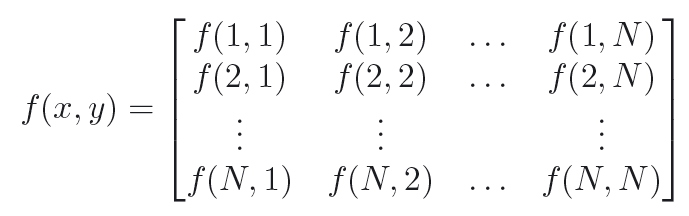 f(x, y) = [ f(1, 1) f(1, 2) … f(1, N)
f(2, 1) f(2, 2) … f(2, N)
⋮ ⋮ ⋮
f(N, 1) f(N, 2) … f(N, N) ]